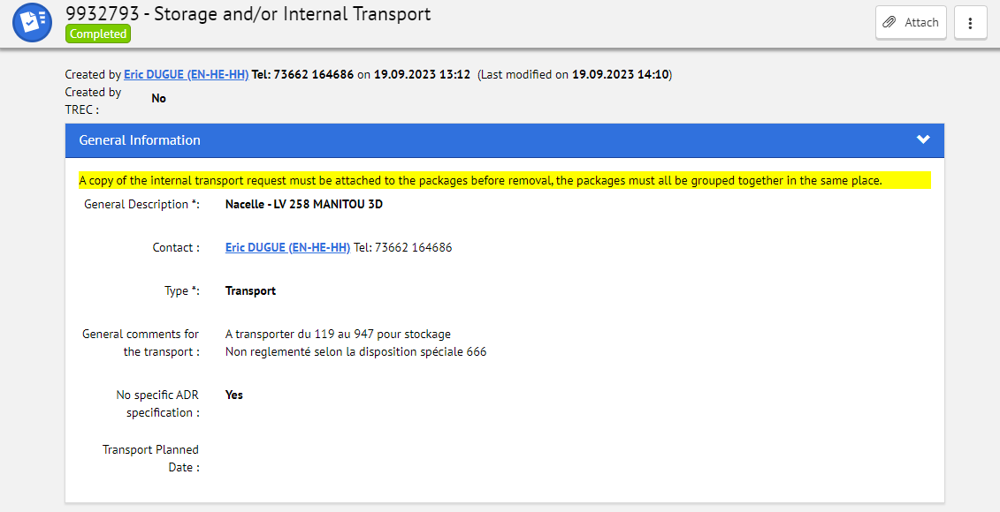 9932793 - Storage and/or Internal Transport
Completed
Attach
Created by Eric DUGUE (EN-HE-HH) Tel: 73662 164686 on 19.09.2023 13:12 (Last modified on 19.09.2023 14:10)
Created by
TREC :
No
General Information
A copy of the internal transport request must be attached to the packages before removal, the packages must all be grouped together in the same place.
General Description *: Nacelle - LV 258 MANITOU 3D
Contact : Eric DUGUE (EN-HE-HH) Tel: 73662 164686
Type *: Transport
General comments for A transporter du 119 au 947 pour stockage
the transport : Non reglementé selon la disposition spéciale 666
No specific ADR Yes
specification :
Transport Planned
Date :